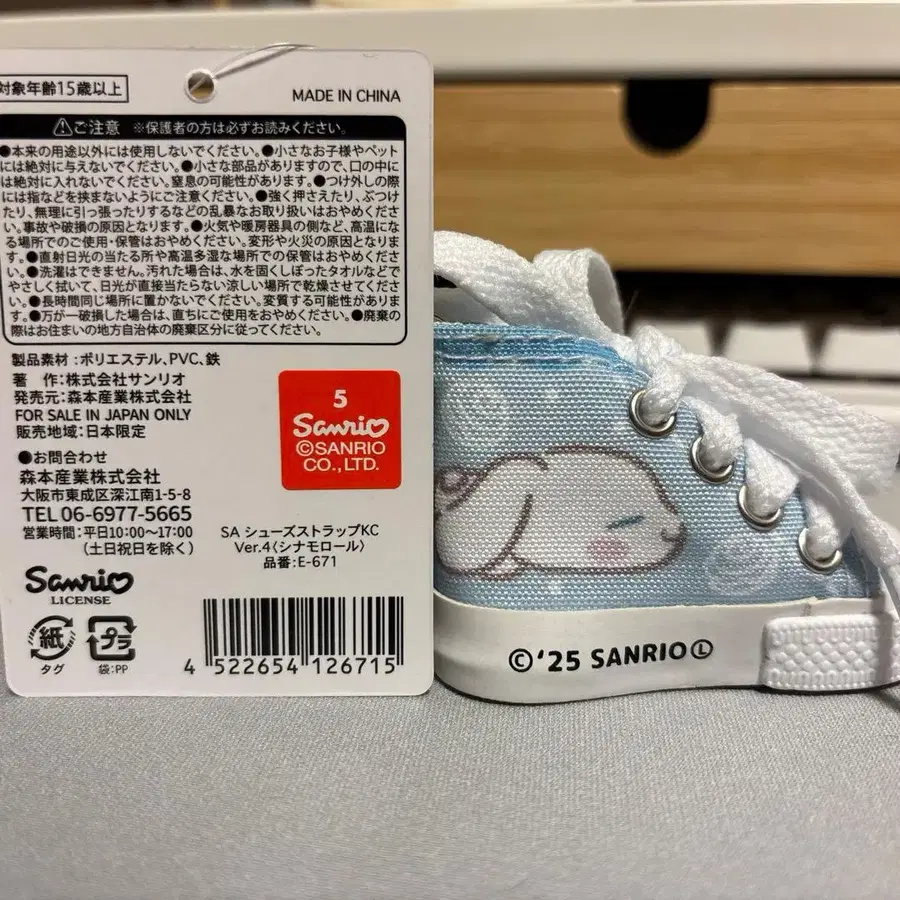 対象年齢15歳以上
MADE IN CHINA
ご注意 ※保護者の方は必ずお読みください。
●本来の用途以外には使用しないでください。●小さなお子様やペット
には絶対に与えないでください。●小さな部品がありますので、口の中に
は絶対に入れないでください。窒息の可能性があります。●つけ外しの際
には指などを挟まないようにご注意ください。●強く押さえたり、ぶつけ
たり、無理に引っ張ったりするなどの乱暴なお取り扱いはおやめくださ
い。事故や破損の原因となります。●火気や暖房器具の側など、高温にな
る場所でのご使用・保管はおやめください。変形や火災の原因となりま
す。●直射日光の当たる所や高温多湿な場所での保管はおやめくださ
い。●洗濯はできません。汚れた場合は、水を固くしぼったタオルなどで
やさしく拭いて、日光が直接当たらない涼しい場所で乾燥させてくださ
い。●長時間同じ場所に置かないでください。変質する可能性がありま
す。●万が一破損した場合は、直ちにご使用をおやめください。●廃棄の
際はお住まいの地方自治体の廃棄区分に従ってください。
製品素材:ポリエステル、PVC、鉄
著 作:株式会社サンリオ
発売元:森本産業株式会社
FOR SALE IN JAPAN ONLY
販売地域:日本限定
5
Sanrio
©SANRIO
CO.,LTD.
●お問合わせ
森本産業株式会社
大阪市東成区深江南1-5-8
TEL 06-6977-5665
営業時間:平日10:00〜17:00
(土日祝日を除く)
SA シューズストラップKC
Ver.4〈シナモロール〉
品番:E-671
Sanrio
LICENSE
紙
タグ
プラ
袋:PP
4 522654 126715
©'25 SANRIO Ⓛ